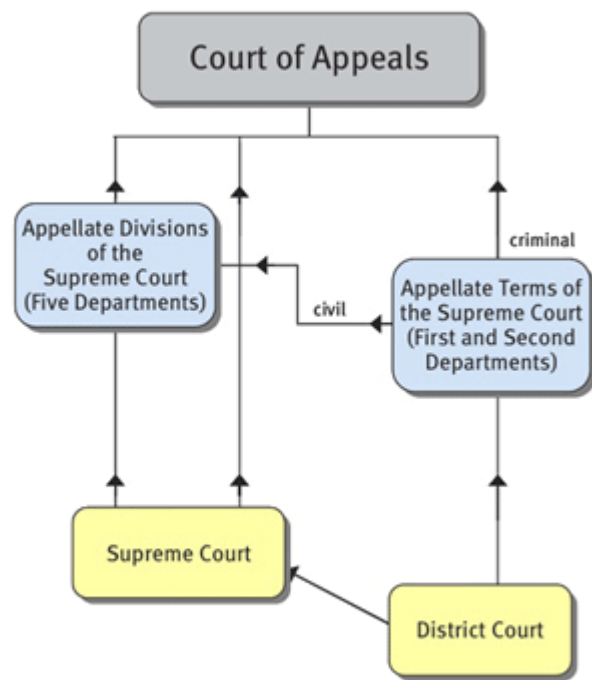 Court of Appeals
Appellate Divisions
of the
Supreme Court
(Five Departments)
criminal
civil
Appellate Terms of
the Supreme Court
(First and Second
Departments)
Supreme Court
District Court